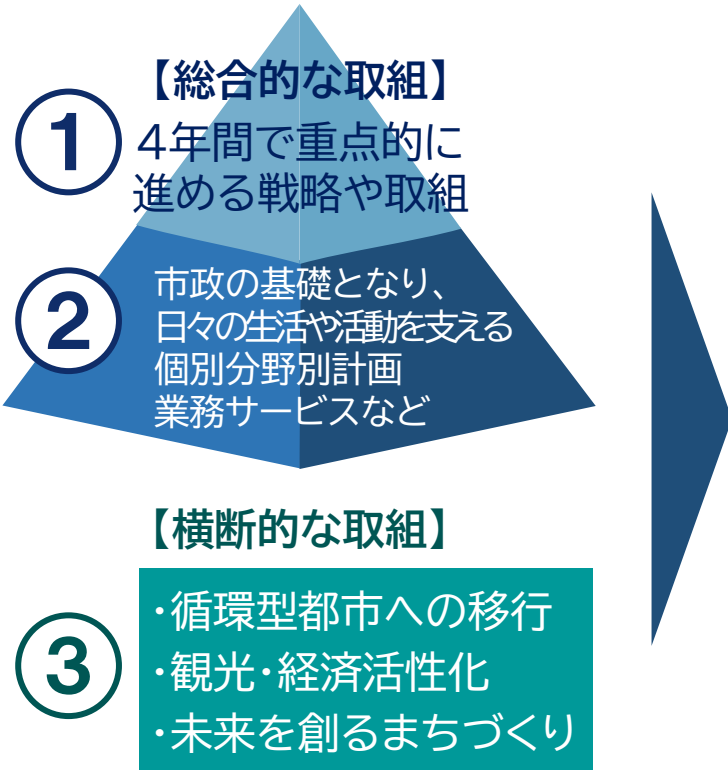 【総合的な取組】
①
4年間で重点的に
進める戦略や取組
②
市政の基礎となり、
日々の生活や活動を支える
個別分野別計画
業務サービスなど
【横断的な取組】
③
・循環型都市への移行
・観光・経済活性化
・未来を創るまちづくり